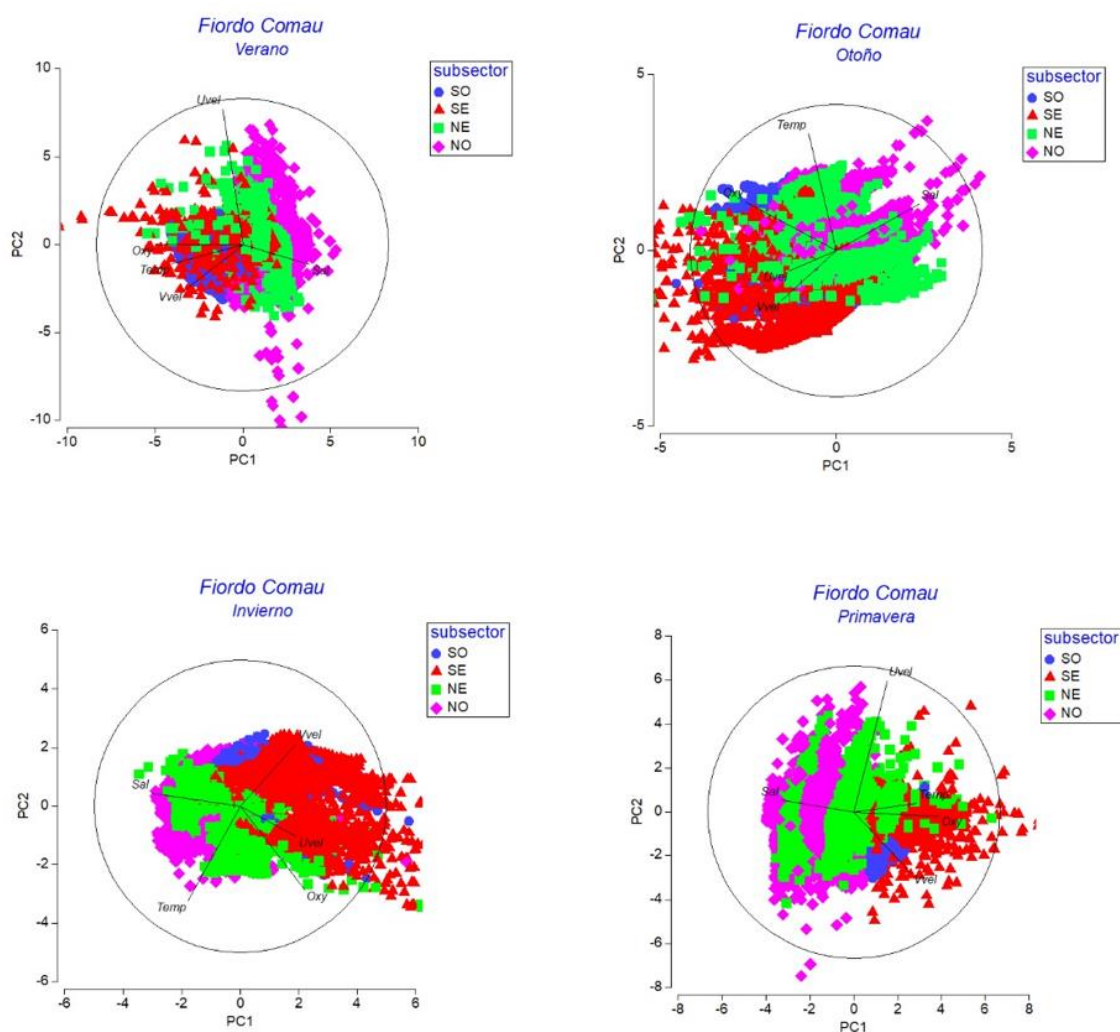 Fiordo Comau
Verano
subsector
SO
SE
NE
NO
10
5
0
-5
-10
PC2
-10
-5
0
5
10
PC1
Uvel
Oxy
Temp
Vvel
Sal
Fiordo Comau
Otoño
subsector
SO
SE
NE
NO
5
0
-5
PC2
-5
0
5
PC1
Temp
Oxy
Sal
Uvel
Vvel
Fiordo Comau
Invierno
subsector
SO
SE
NE
NO
6
4
2
0
-2
-4
-6
PC2
-6
-4
-2
0
2
4
6
PC1
Vvel
Sal
Uvel
Temp
Oxy
Fiordo Comau
Primavera
subsector
SO
SE
NE
NO
8
6
4
2
0
-2
-4
-6
-8
PC2
-8
-6
-4
-2
0
2
4
6
8
PC1
Uvel
Sal
Temp
Oxy
Vvel